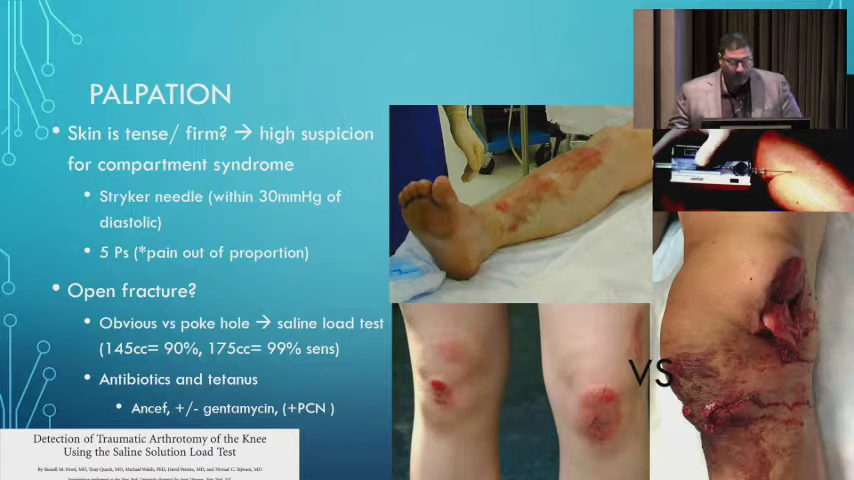 PALPATION
• Skin is tense/ firm? → high suspicion
for compartment syndrome
• Stryker needle (within 30mmHg of
diastolic)
• 5 Ps (*pain out of proportion)
• Open fracture?
• Obvious vs poke hole → saline load test
(145cc= 90%, 175cc= 99% sens)
• Antibiotics and tetanus
• Ancef, +/- gentamycin, (+PCN )
VS
Detection of Traumatic Arthrotomy of the Knee
Using the Saline Solution Load Test